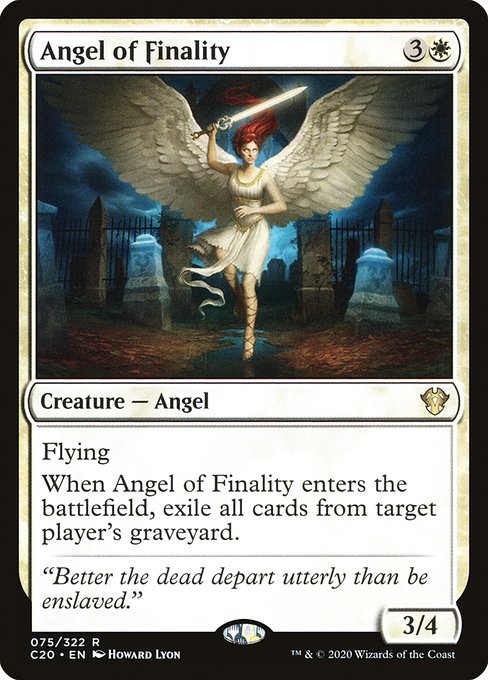 Angel of Finality 3
Creature — Angel
Flying
When Angel of Finality enters the
battlefield, exile all cards from target
player's graveyard.
“Better the dead depart utterly than be
enslaved.”
3/4
075/322 R
C20 • EN Howard Lyon
™ & © 2020 Wizards of the Coast